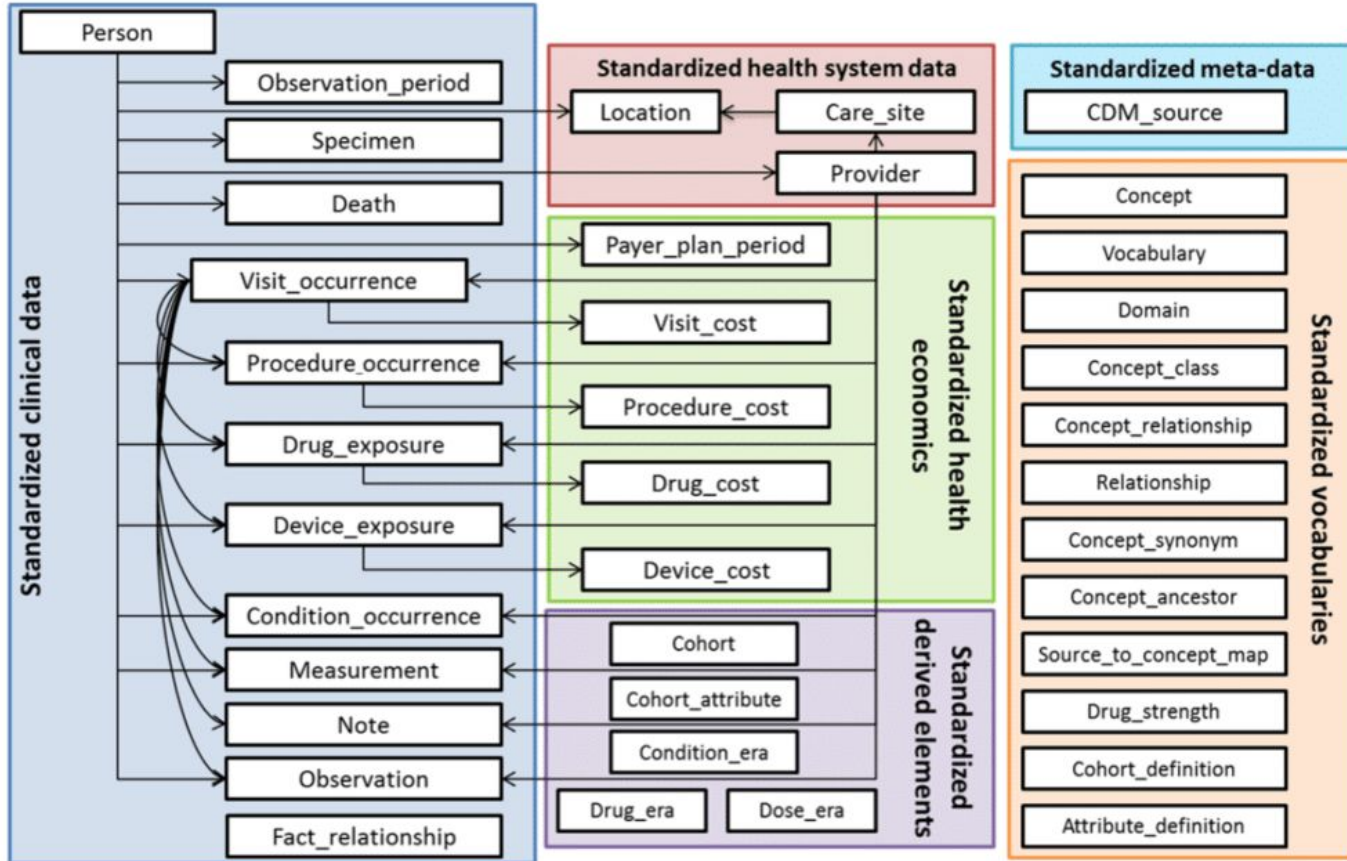 Person
Observation_period
Specimen
Death
Visit_occurrence
Procedure_occurrence
Drug_exposure
Device_exposure
Condition_occurrence
Measurement
Note
Observation
Fact_relationship
Standardized clinical data
Standardized health system data
Location
Care_site
Provider
Payer_plan_period
Visit_cost
Procedure_cost
Drug_cost
Device_cost
Standardized health
economics
Cohort
Cohort_attribute
Condition_era
Drug_era
Dose_era
Standardized
derived elements
Standardized meta-data
CDM_source
Concept
Vocabulary
Domain
Concept_class
Concept_relationship
Relationship
Concept_synonym
Concept_ancestor
Source_to_concept_map
Drug_strength
Cohort_definition
Attribute_definition
Standardized vocabularies